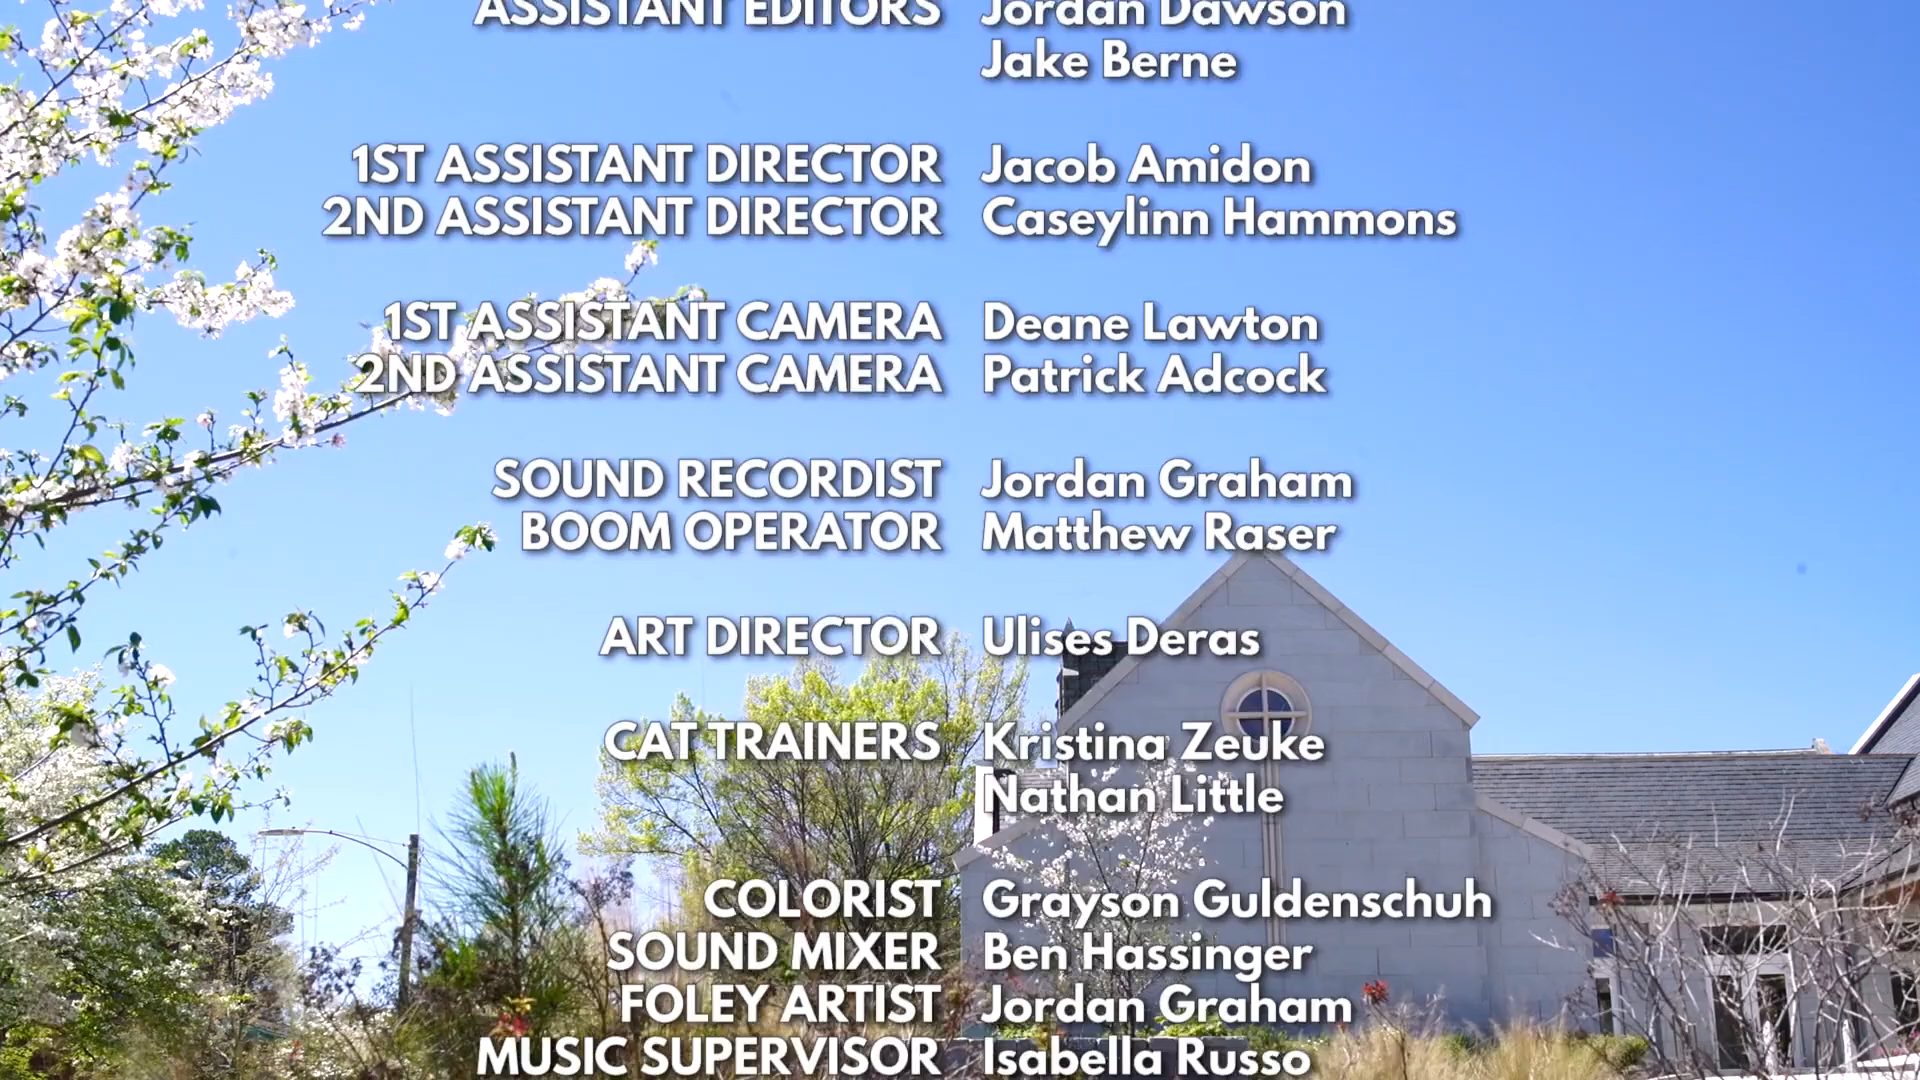 ASSISTANT EDITORS Jordan Dawson
Jake Berne
1ST ASSISTANT DIRECTOR Jacob Amidon
2ND ASSISTANT DIRECTOR Caseylinn Hammons
1ST ASSISTANT CAMERA Deane Lawton
2ND ASSISTANT CAMERA Patrick Adcock
SOUND RECORDIST Jordan Graham
BOOM OPERATOR Matthew Raser
ART DIRECTOR Ulises Deras
CAT TRAINERS Kristina Zeuke
Nathan Little
COLORIST Grayson Guldenschuh
SOUND MIXER Ben Hassinger
FOLEY ARTIST Jordan Graham
MUSIC SUPERVISOR Isabella Russo